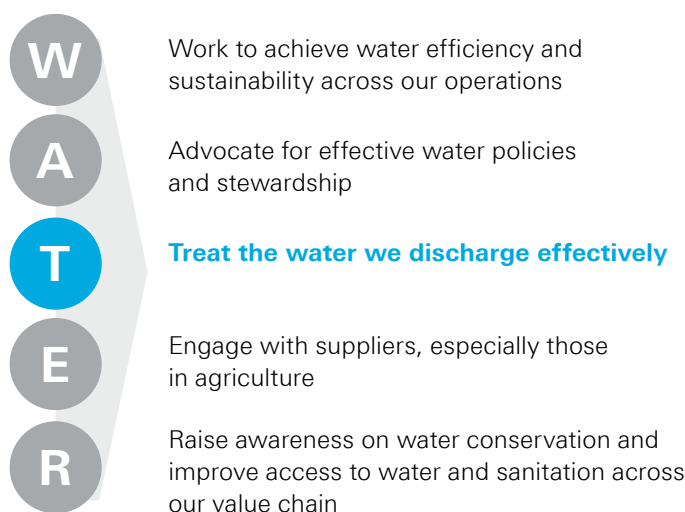 W
Work to achieve water efficiency and
sustainability across our operations
A
Advocate for effective water policies
and stewardship
T
Treat the water we discharge effectively
E
Engage with suppliers, especially those
in agriculture
R
Raise awareness on water conservation and
improve access to water and sanitation across
our value chain